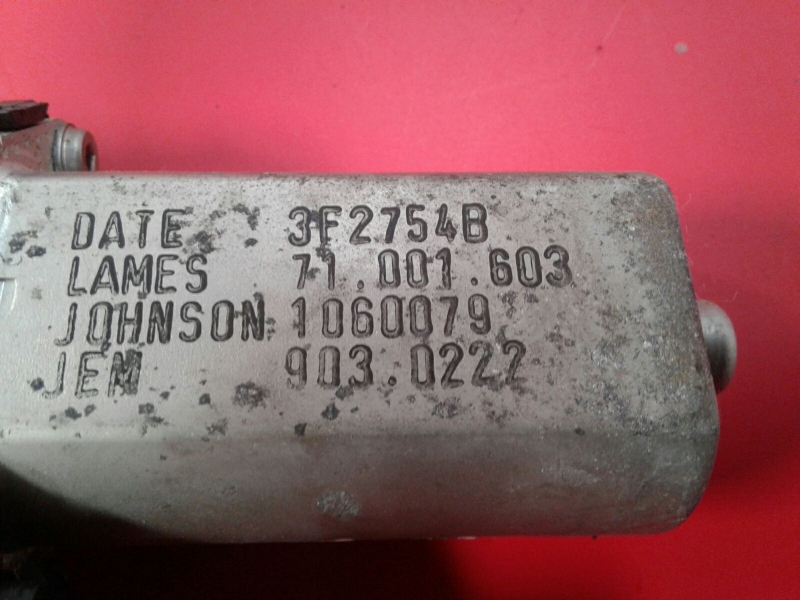 DATE 3F2754B
LAMES 71.001.603
JOHNSON 1060079
JEM 903.0222